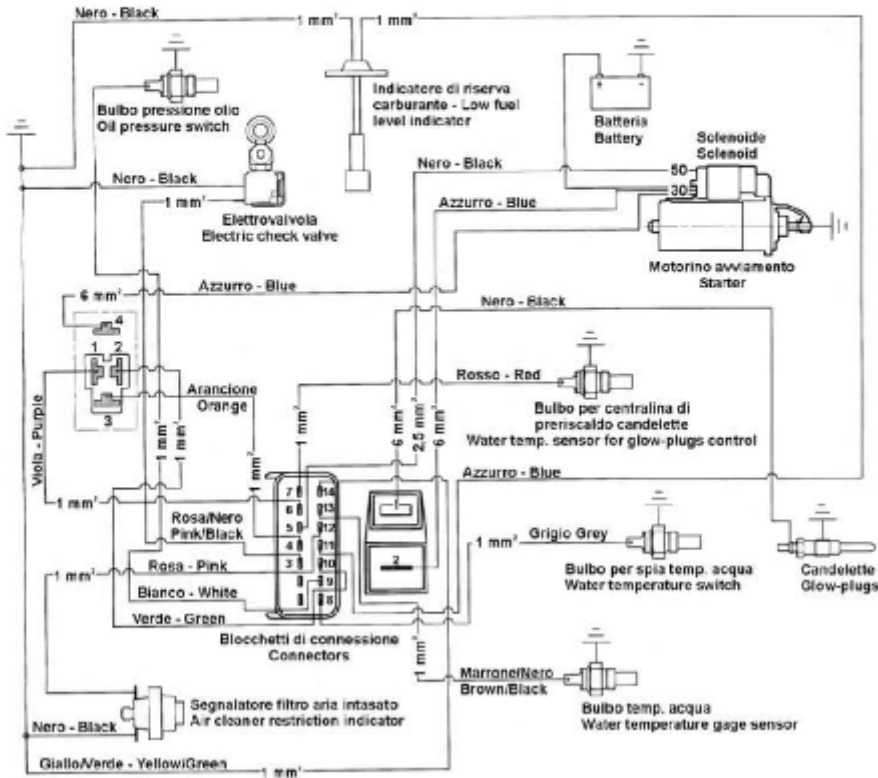 Nero - Black
1 mm²
1 mm²
Bulbo pressione olio
Oil pressure switch
Indicatore di riserva
carburante - Low fuel
level indicator
Batteria
Battery
Solenoide
Solenoid
Nero - Black
50
30
Nero - Black
1 mm²
Azzurro - Blue
Elettrovalvola
Electric check valve
Motorino avviamento
Starter
Azzurro - Blue
6 mm²
Nero - Black
4
1 2
3
Arancione
Orange
Rosso - Red
Bulbo per centralina di
preriscaldo candelette
Water temp. sensor for glow-plugs control
Viola - Purple
1 mm²
1 mm²
1 mm²
1 mm²
2,5 mm²
6 mm²
6 mm²
Azzurro - Blue
1 mm²
7 14
6 13
5 12
4 11
3 10
9
8
1
2
Rosa/Nero
Pink/Black
1 mm²
Rosa - Pink
Bianco - White
Verde - Green
1 mm²
Grigio Grey
Bulbo per spia temp. acqua
Water temperature switch
Candelette
Glow-plugs
Blocchetti di connessione
Connectors
1 mm²
Marrone/Nero
Brown/Black
Bulbo temp. acqua
Water temperature gage sensor
Segnalatore filtro aria intasato
Air cleaner restriction indicator
Nero - Black
Giallo/Verde - Yellow/Green
1 mm²